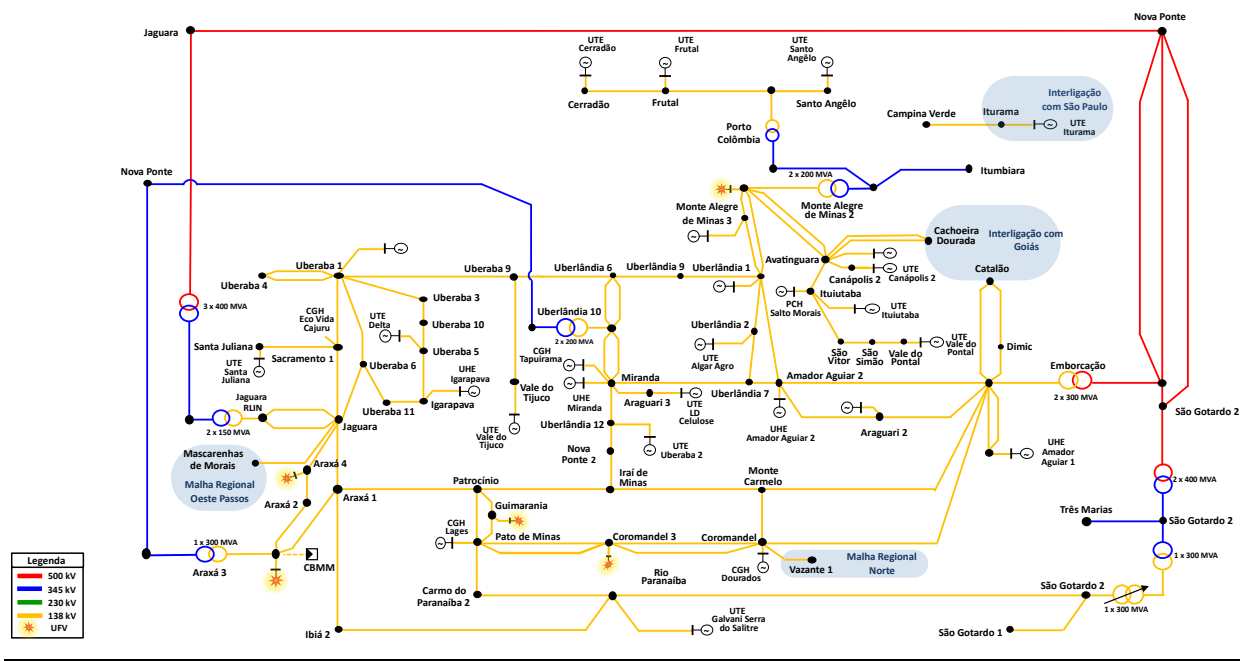 Nova Ponte
Jaguara
UTE
Cerradão
UTE
Frutal
UTE
Santo
Angêlo
Cerradão
Frutal
Santo Angêlo
Interligação
com São Paulo
Campina Verde
Iturama
UTE
Iturama
Porto
Colômbia
Nova Ponte
2 x 200 MVA
Itumbiara
Monte Alegre
de Minas 3
Monte Alegre
de Minas 2
Cachoeira
Dourada
Interligação com
Goiás
Avatinguara
Uberaba 1
Uberaba 4
Uberaba 9
Uberlândia 6
Uberlândia 9
Uberlândia 1
Canápolis 2
UTE
Canápolis 2
Catalão
Ituiutaba
PCH
Salto Morais
UTE
Ituiutaba
3 x 400 MVA
Uberaba 3
CGH
Eco Vida
Cajuru
UTE
Delta
Uberaba 10
Uberlândia 10
2 x 200 MVA
Uberlândia 2
Santa Juliana
Sacramento 1
Uberaba 5
CGH
Tapuirama
São
Vitor
São
Simão
Vale do
Pontal
UTE
Vale do
Pontal
Dimic
UTE
Santa
Juliana
Uberaba 6
UHE
Igarapava
UTE
Algar Agro
Emborcação
2 x 300 MVA
Vale do
Tijuco
UHE
Miranda
Miranda
Araguari 3
UTE
LD
Celulose
Uberlândia 7
Amador Aguiar 2
Jaguara
RLIN
2 x 150 MVA
Jaguara
Uberaba 11
Igarapava
UTE
Vale do
Tijuco
Uberlândia 12
UTE
Uberaba 2
UHE
Amador Aguiar 2
Araguari 2
São Gotardo 2
UHE
Amador
Aguiar 1
Mascarenhas
de Morais
Malha Regional
Oeste Passos
Araxá 4
Nova
Ponte 2
Iraí de
Minas
Patrocínio
Monte
Carmelo
2 x 400 MVA
Araxá 2
Araxá 1
Guimarania
CGH
Lages
Pato de Minas
Coromandel 3
Coromandel
Três Marias
São Gotardo 2
1 x 300 MVA
Araxá 3
CBMM
CGH
Dourados
Vazante 1
Malha Regional
Norte
1 x 300MVA
Legenda
500 kV
345 kV
230 kV
138 kV
UFV
Carmo do
Paranaíba 2
Rio
Paranaíba
São Gotardo 2
1 x 300 MVA
Ibiá 2
UTE
Galvani Serra
do Salitre
São Gotardo 1